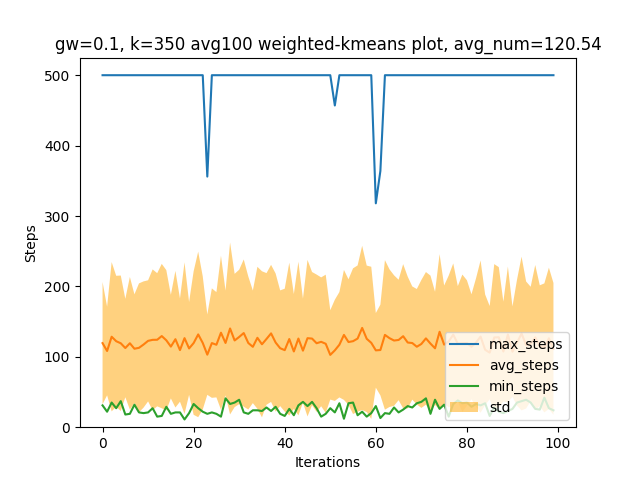 gw=0.1, k=350 avg100 weighted-kmeans plot, avg_num=120.54
500
400
300
200
100
0
Steps
0
20
40
60
80
100
Iterations
max_steps
avg_steps
min_steps
std